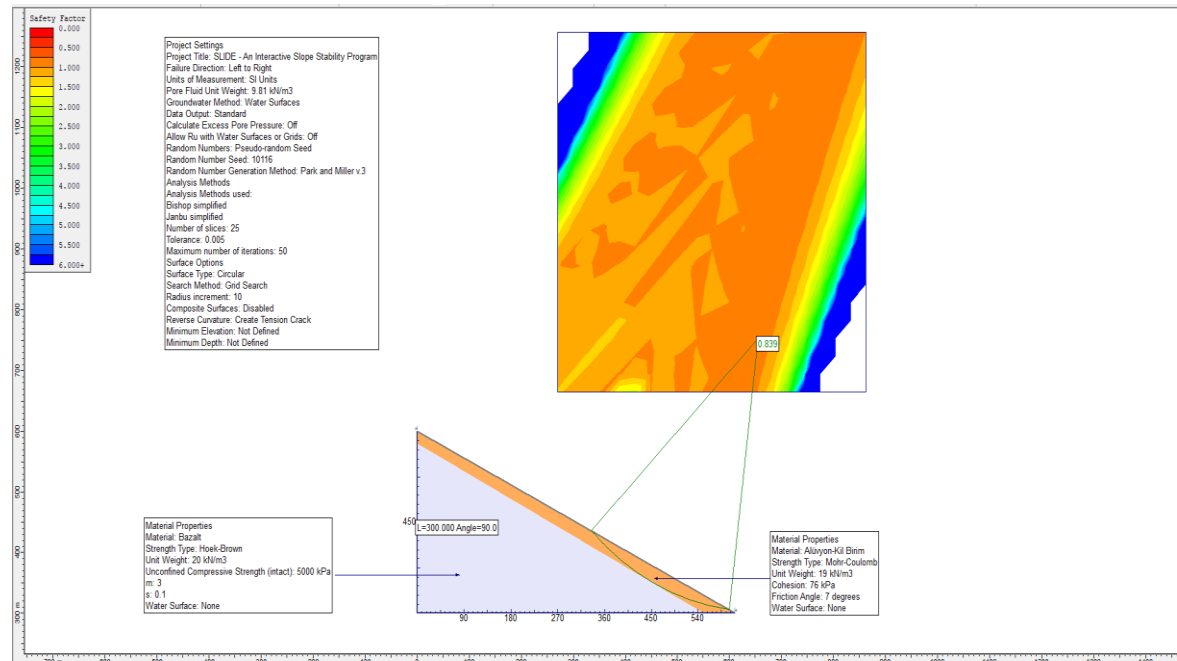 Safety Factor
0.000
0.500
1.000
1.500
2.000
2.500
3.000
3.500
4.000
4.500
5.000
5.500
6.000+
Project Settings
Project Title: SLIDE - An Interactive Slope Stability Program
Failure Direction: Left to Right
Units of Measurement: SI Units
Pore Fluid Unit Weight: 9.81 kN/m3
Groundwater Method: Water Surfaces
Data Output: Standard
Calculate Excess Pore Pressure: Off
Allow Ru with Water Surfaces or Grids: Off
Random Numbers: Pseudo-random Seed
Random Number Seed: 10116
Random Number Generation Method: Park and Miller v.3
Analysis Methods
Analysis Methods used:
Bishop simplified
Janbu simplified
Number of slices: 25
Tolerance: 0.005
Maximum number of iterations: 50
Surface Options
Surface Type: Circular
Search Method: Grid Search
Radius increment: 10
Composite Surfaces: Disabled
Reverse Curvature: Create Tension Crack
Minimum Elevation: Not Defined
Minimum Depth: Not Defined
1200
1100
1000
900
800
700
600
500
400
300 m
0.839
450
L=300.000 Angle=90.0
90
180
270
360
450
540
Material Properties
Material: Bazalt
Strength Type: Hoek-Brown
Unit Weight: 20 kN/m3
Unconfined Compressive Strength (intact): 5000 kPa
m: 3
s: 0.1
Water Surface: None
Material Properties
Material: Alüvyon-Kil Birim
Strength Type: Mohr-Coulomb
Unit Weight: 19 kN/m3
Cohesion: 76 kPa
Friction Angle: 7 degrees
Water Surface: None